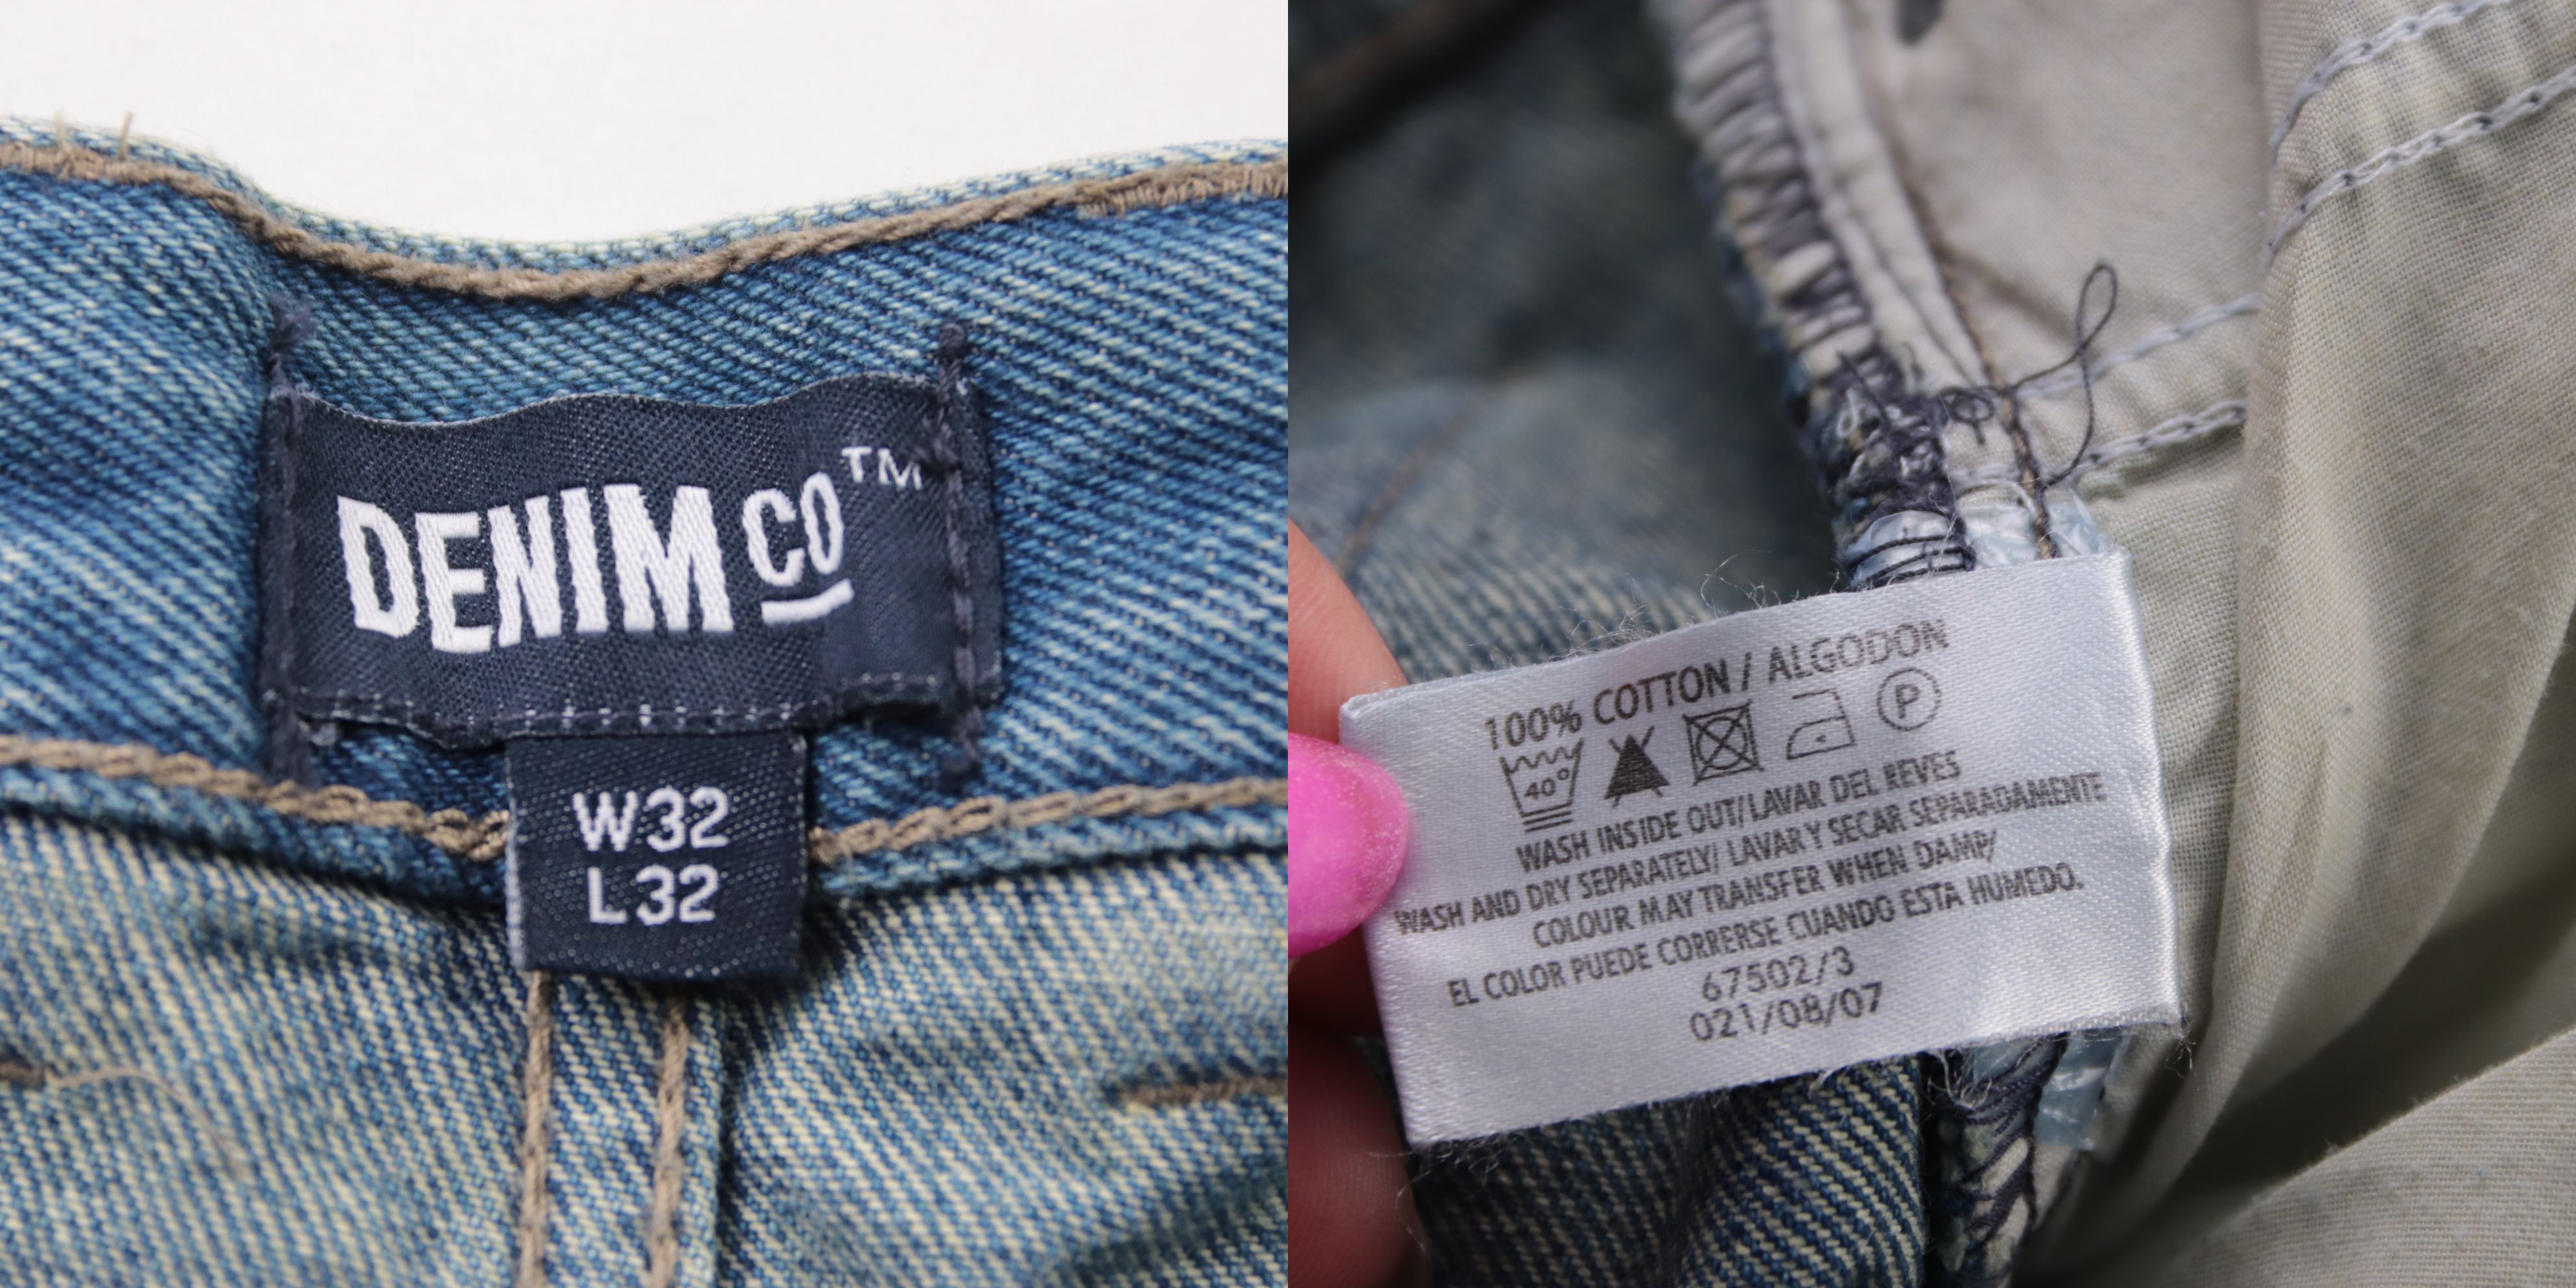 DENIM CO™
W32
L32
100% COTTON / ALGODON
40°
P
WASH INSIDE OUT/LAVAR DEL REVES
WASH AND DRY SEPARATELY/ LAVAR Y SECAR SEPARADAMENTE
COLOUR MAY TRANSFER WHEN DAMP/
EL COLOR PUEDE CORRERSE CUANDO ESTA HUMEDO.
67502/3
021/08/07